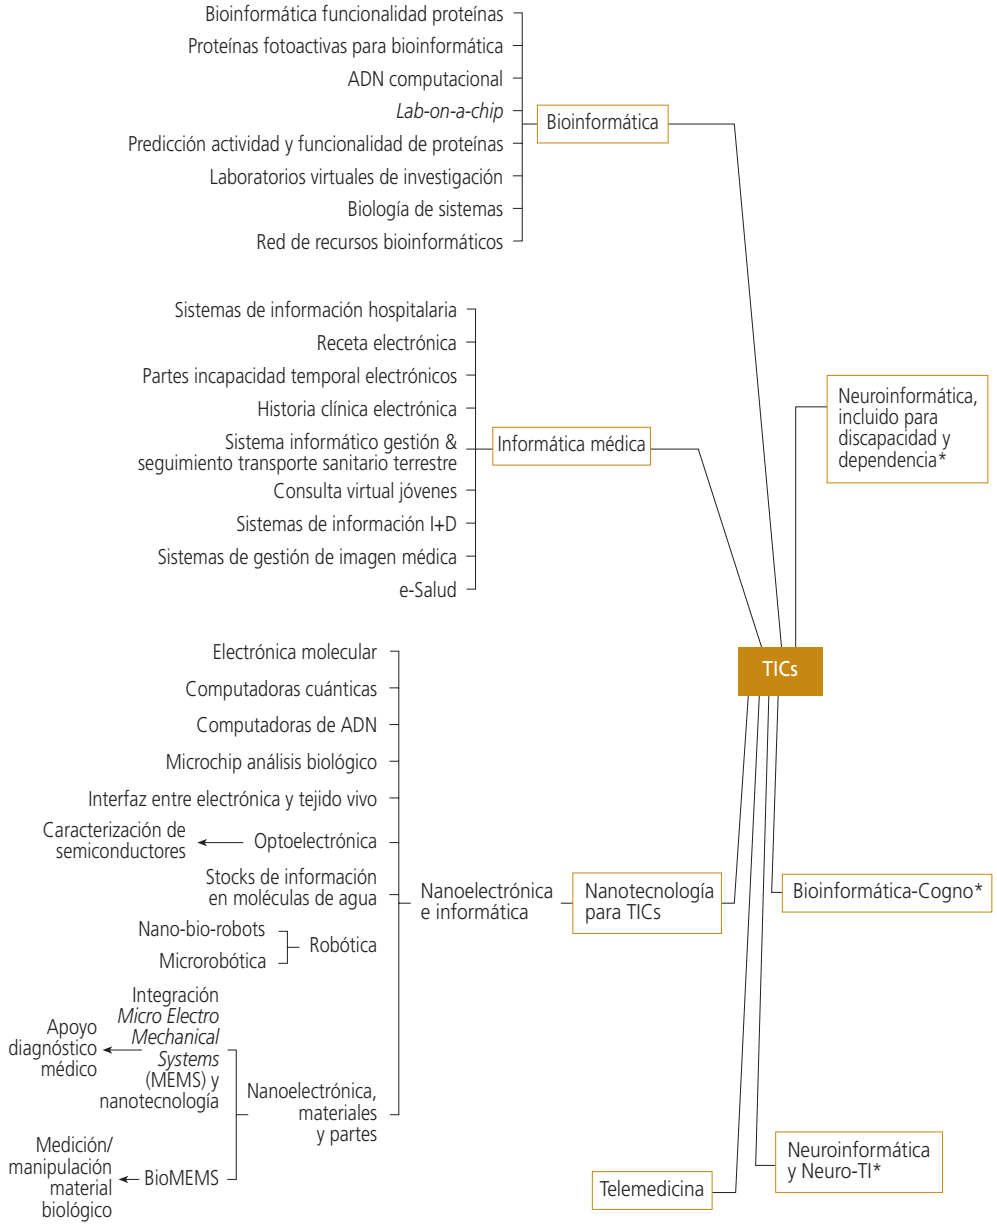 Bioinformática funcionalidad proteínas
Proteínas fotoactivas para bioinformática
ADN computacional
Lab-on-a-chip
Predicción actividad y funcionalidad de proteínas
Laboratorios virtuales de investigación
Biología de sistemas
Red de recursos bioinformáticos
Bioinformática
Sistemas de información hospitalaria
Receta electrónica
Partes incapacidad temporal electrónicos
Historia clínica electrónica
Sistema informático gestión &
seguimiento transporte sanitario terrestre
Consulta virtual jóvenes
Sistemas de información I+D
Sistemas de gestión de imagen médica
e-Salud
Informática médica
Neuroinformática,
incluido para
discapacidad y
dependencia*
TICs
Electrónica molecular
Computadoras cuánticas
Computadoras de ADN
Microchip análisis biológico
Interfaz entre electrónica y tejido vivo
Caracterización de
semiconductores
Optoelectrónica
Stocks de información
en moléculas de agua
Nano-bio-robots
Microrobótica
Robótica
Nanoelectrónica
e informática
Nanotecnología
para TICs
Bioinformática-Cogno*
Integración
Micro Electro
Mechanical
Systems
(MEMS) y
nanotecnología
Apoyo
diagnóstico
médico
Nanoelectrónica,
materiales
y partes
Medición/
manipulación
material
biológico
BioMEMS
Neuroinformática
y Neuro-TI*
Telemedicina